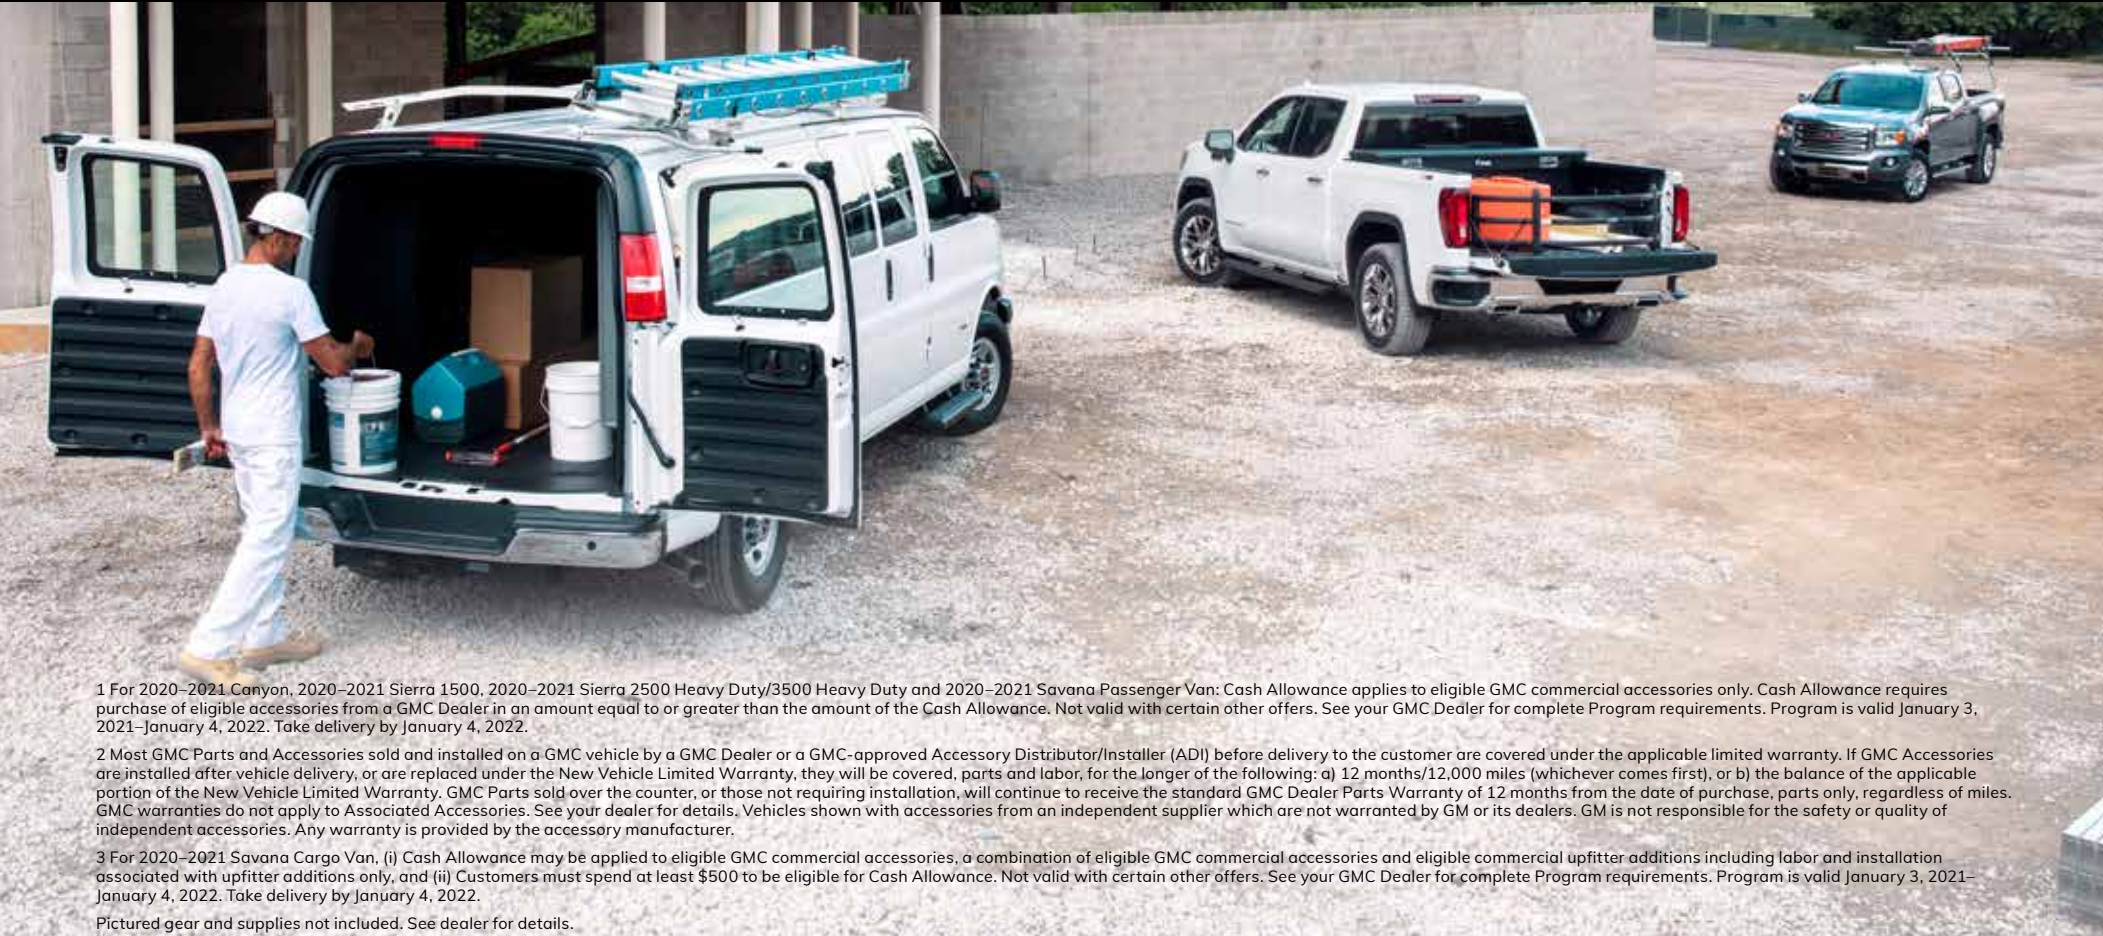 1 For 2020–2021 Canyon, 2020–2021 Sierra 1500, 2020–2021 Sierra 2500 Heavy Duty/3500 Heavy Duty and 2020–2021 Savana Passenger Van: Cash Allowance applies to eligible GMC commercial accessories only. Cash Allowance requires
purchase of eligible accessories from a GMC Dealer in an amount equal to or greater than the amount of the Cash Allowance. Not valid with certain other offers. See your GMC Dealer for complete Program requirements. Program is valid January 3,
2021–January 4, 2022. Take delivery by January 4, 2022.
2 Most GMC Parts and Accessories sold and installed on a GMC vehicle by a GMC Dealer or a GMC-approved Accessory Distributor/Installer (ADI) before delivery to the customer are covered under the applicable limited warranty. If GMC Accessories
are installed after vehicle delivery, or are replaced under the New Vehicle Limited Warranty, they will be covered, parts and labor, for the longer of the following: a) 12 months/12,000 miles (whichever comes first), or b) the balance of the applicable
portion of the New Vehicle Limited Warranty. GMC Parts sold over the counter, or those not requiring installation, will continue to receive the standard GMC Dealer Parts Warranty of 12 months from the date of purchase, parts only, regardless of miles.
GMC warranties do not apply to Associated Accessories. See your dealer for details. Vehicles shown with accessories from an independent supplier which are not warranted by GM or its dealers. GM is not responsible for the safety or quality of
independent accessories. Any warranty is provided by the accessory manufacturer.
3 For 2020–2021 Savana Cargo Van, (i) Cash Allowance may be applied to eligible GMC commercial accessories, a combination of eligible GMC commercial accessories and eligible commercial upfitter additions including labor and installation
associated with upfitter additions only, and (ii) Customers must spend at least $500 to be eligible for Cash Allowance. Not valid with certain other offers. See your GMC Dealer for complete Program requirements. Program is valid January 3, 2021–
January 4, 2022. Take delivery by January 4, 2022.
Pictured gear and supplies not included. See dealer for details.